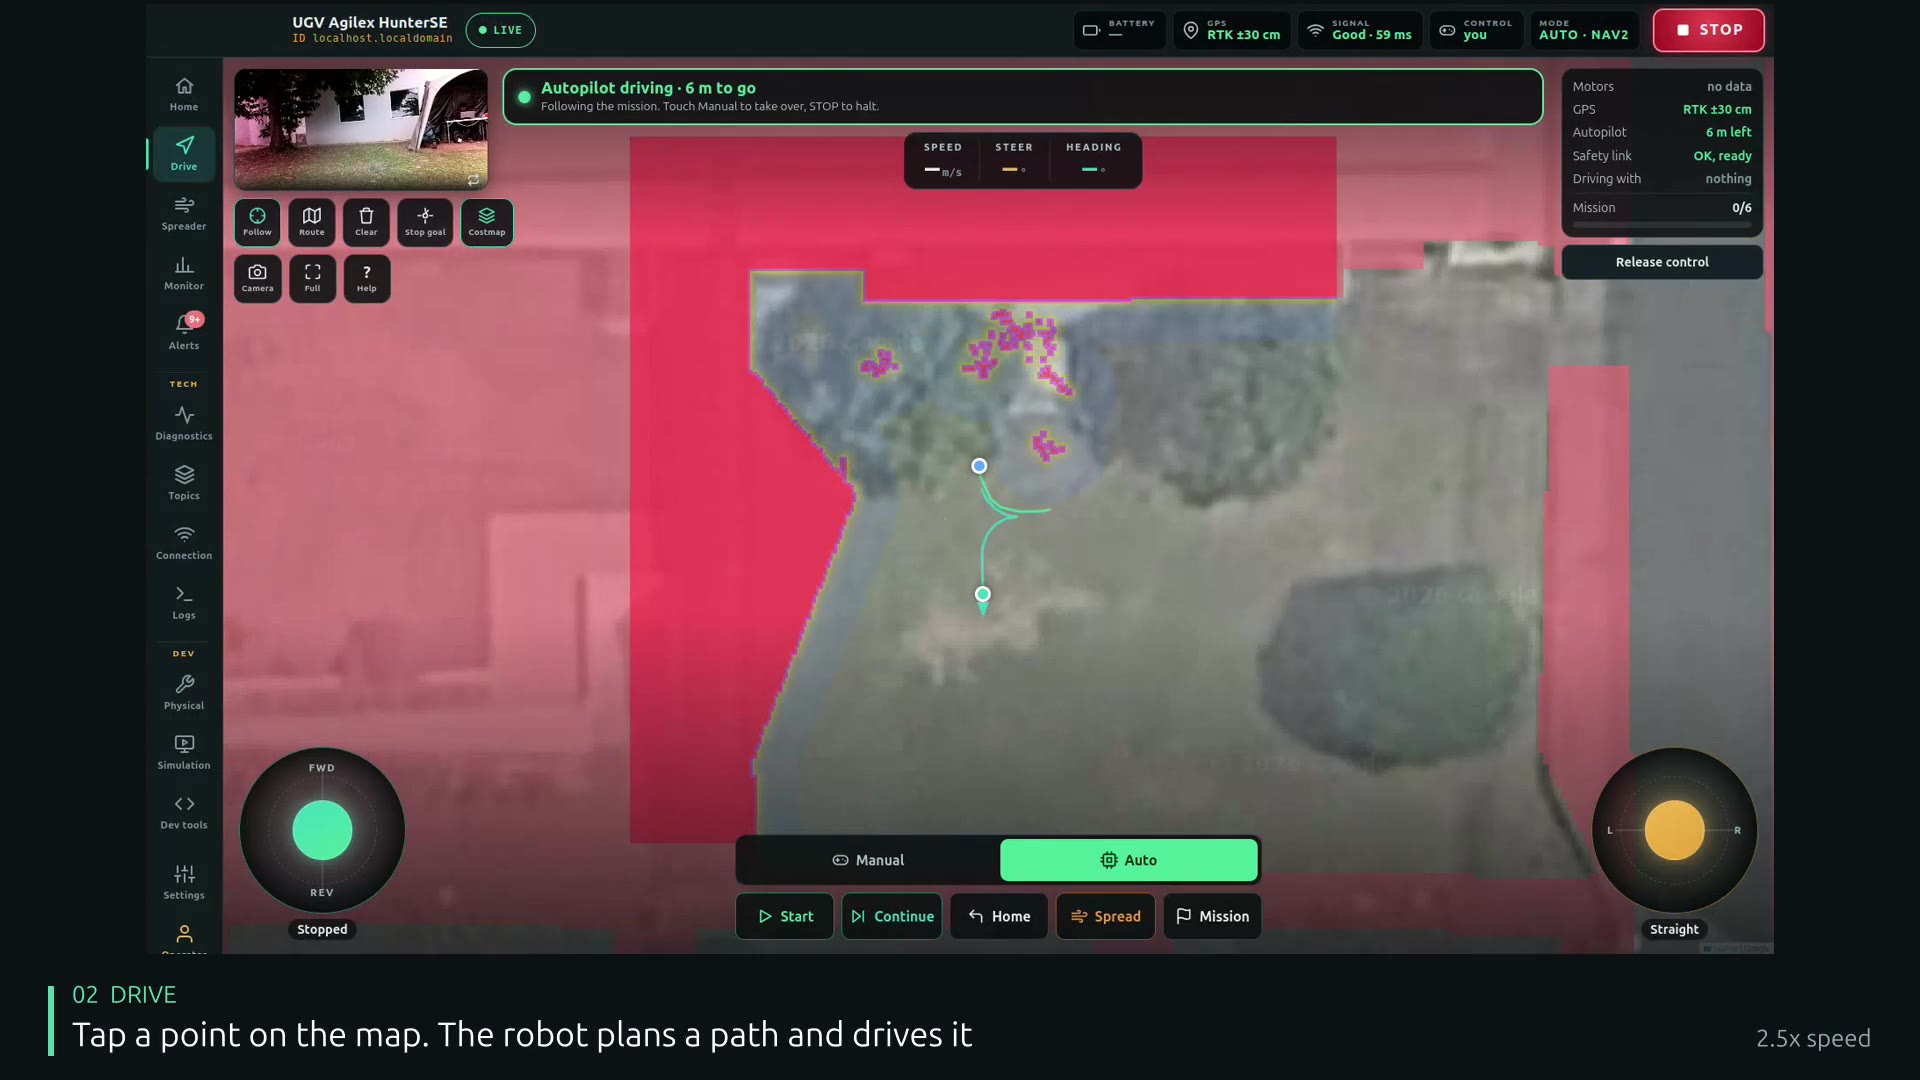 UGV Agilex HunterSE
ID localhost.localdomain
LIVE
BATTERY
—
GPS
RTK ±30 cm
SIGNAL
Good · 59 ms
CONTROL
you
MODE
AUTO · NAV2
STOP
Home
Drive
Spreader
Monitor
9+
Alerts
TECH
Diagnostics
Topics
Connection
Logs
DEV
Physical
Simulation
Dev tools
Settings
Follow
Route
Clear
Stop goal
Costmap
Camera
Full
?
Help
Autopilot driving · 6 m to go
Following the mission. Touch Manual to take over, STOP to halt.
SPEED
— m/s
STEER
— °
HEADING
— °
Motors no data
GPS RTK ±30 cm
Autopilot 6 m left
Safety link OK, ready
Driving with nothing
Mission 0/6
Release control
FWD
REV
Stopped
L R
Straight
Manual
Auto
Start
Continue
Home
Spread
Mission
02 DRIVE
Tap a point on the map. The robot plans a path and drives it
2.5x speed